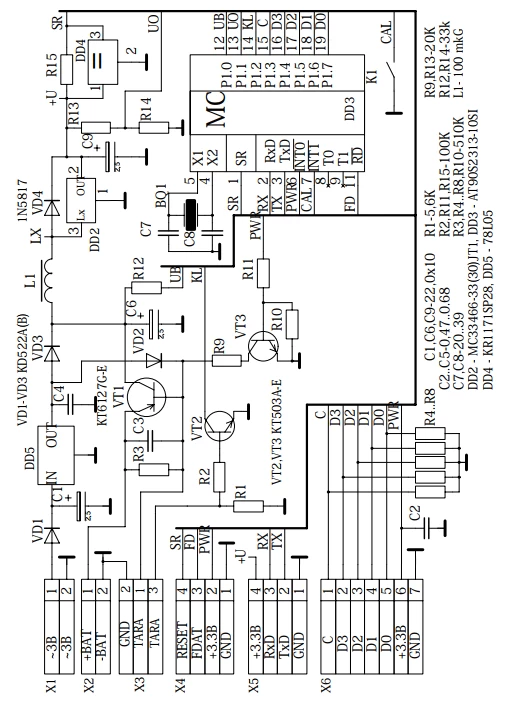 X1
~3B 1
~3B 2
X2
+BAT 1
-BAT 2
X3
GND 2
TARA 1
TARA 3
X4
RESET 4
FDAT 3
+3.3B 2
GND 1
X5
+3.3B 4
RxD 3
TxD 2
GND 1
X6
C 1
D3 2
D2 3
D1 4
D0 5
+3.3B 6
GND 7
VD1
C1
+
2,5
DD5
IN OUT
VD1-VD3 KD522A(B)
C4
VD3
L1
LX VD4
1N5817
DD2
3 Lx OUT 2
1
C9
+
2,5
R13
R14
+U
R15
SR
DD4
=
1
3
2
UO
KT6127G-E
VT1
C3
R3
VD2
C6
+
2,5
R12
UB
KL
R2
R1
VT2
R9
VT3
R10
R11
PWR
VT2,VT3 KT503A-E
SR
FD
PWR
+U
RX
TX
C7
C8
BQ1
5
4
SR 1
RX 2
TX 3
PWR 6
CAL 7
8
9
FD 11
X1
X2
SR
RxD
TxD
INT0
INT1
T0
T1
RD
MC
DD3
P1.0
P1.1
P1.2
P1.3
P1.4
P1.5
P1.6
P1.7
12 UB
13 UO
14 KL
15 C
16 D3
17 D2
18 D1
19 D0
K1
CAL
C
D3
D2
D1
D0
PWR
R4..R8
C2
R1-5,6K
R2,R11,R15-100K
R3,R4..R8,R10-510K
R9,R13-20K
R12,R14-33k
L1-100 mkG
C1,C6,C9-22,0x10
C2..C5-0,47..0,68
C7,C8-20..39
DD2 - MC33466-33(30)JT1, DD3 - AT90S2313-10SI
DD4 - KR1171SP28, DD5 - 78L05